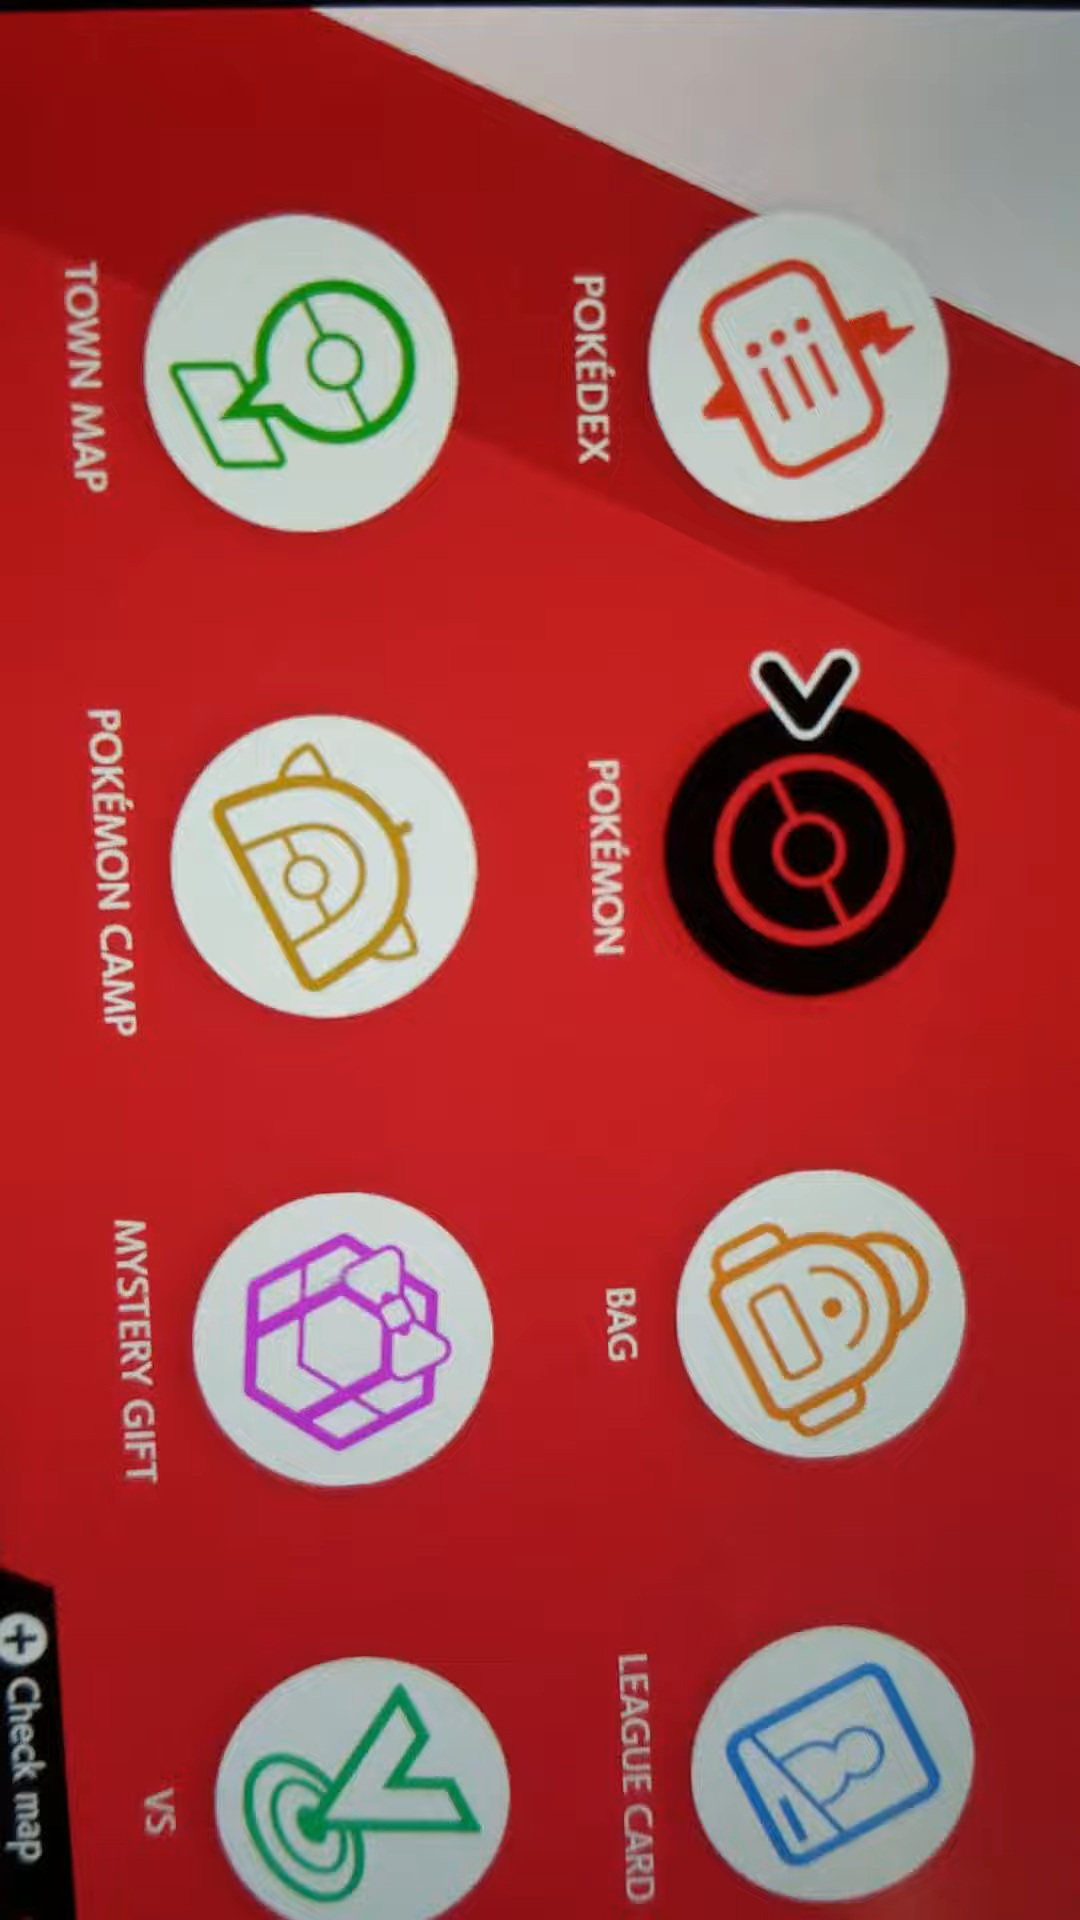 POKÉDEX
POKÉMON
BAG
LEAGUE CARD
TOWN MAP
POKÉMON CAMP
MYSTERY GIFT
VS
+ Check map